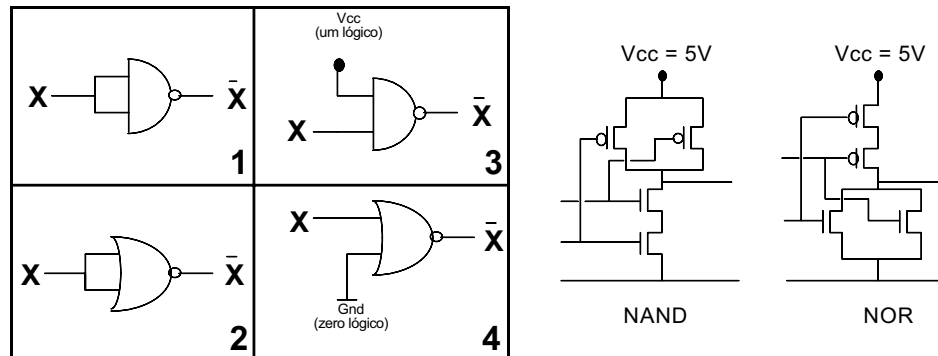 X
X̄
1
Vcc
(um lógico)
X
X̄
3
X
X̄
2
X
X̄
Gnd
(zero lógico)
4
Vcc = 5V
NAND
Vcc = 5V
NOR